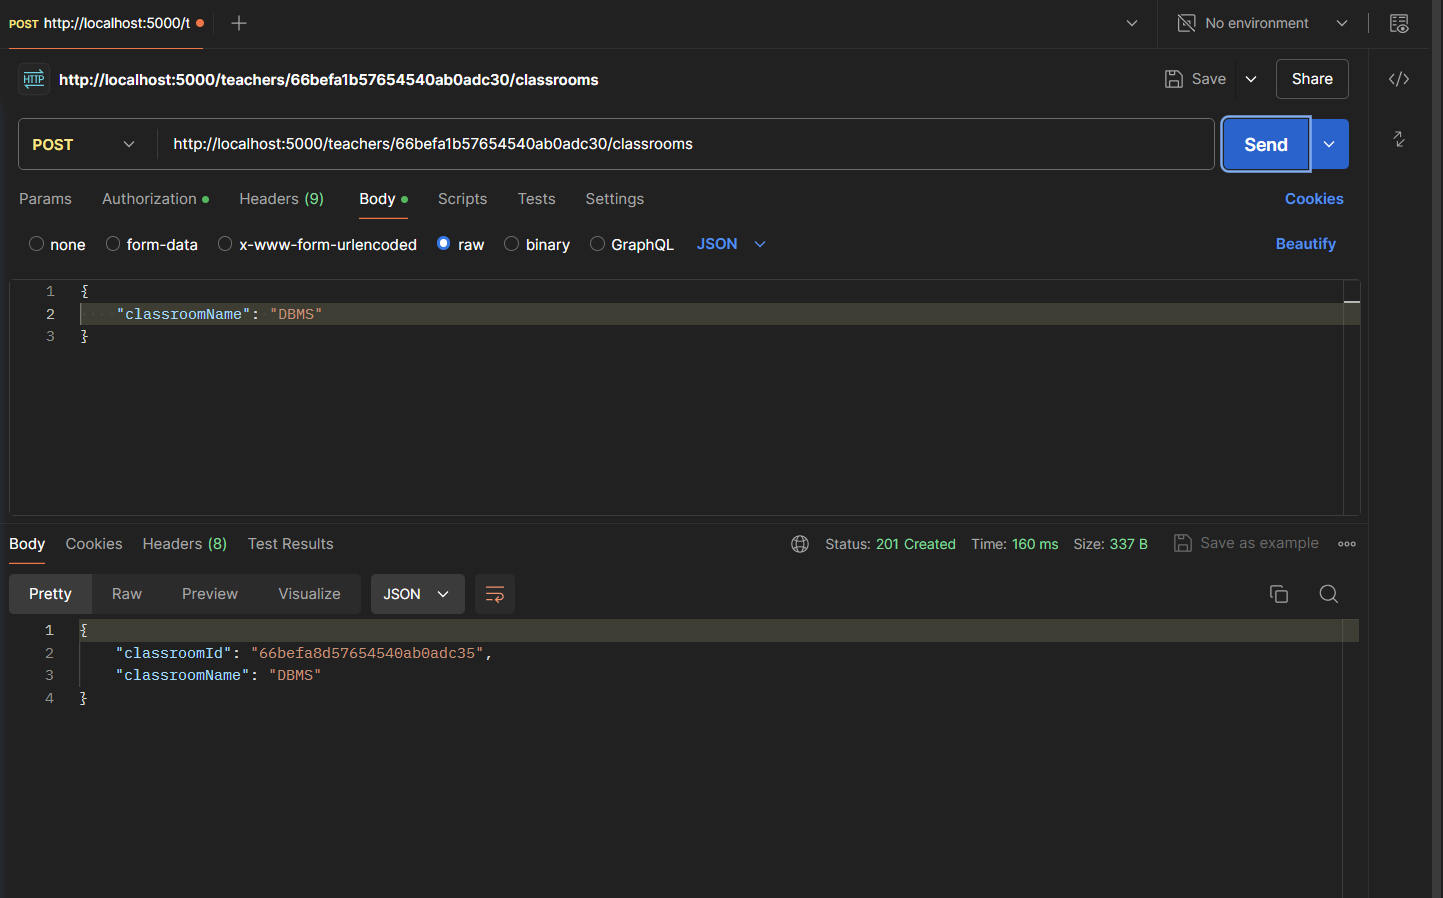 POST http://localhost:5000/t
No environment
HTTP http://localhost:5000/teachers/66befa1b57654540ab0adc30/classrooms
Save
Share
POST http://localhost:5000/teachers/66befa1b57654540ab0adc30/classrooms
Send
Params Authorization Headers (9) Body Scripts Tests Settings
Cookies
none form-data x-www-form-urlencoded raw binary GraphQL JSON
Beautify
1 {
2 "classroomName": "DBMS"
3 }
Body Cookies Headers (8) Test Results
Status: 201 Created Time: 160 ms Size: 337 B Save as example
Pretty Raw Preview Visualize JSON
1 {
2 "classroomId": "66befa8d57654540ab0adc35",
3 "classroomName": "DBMS"
4 }